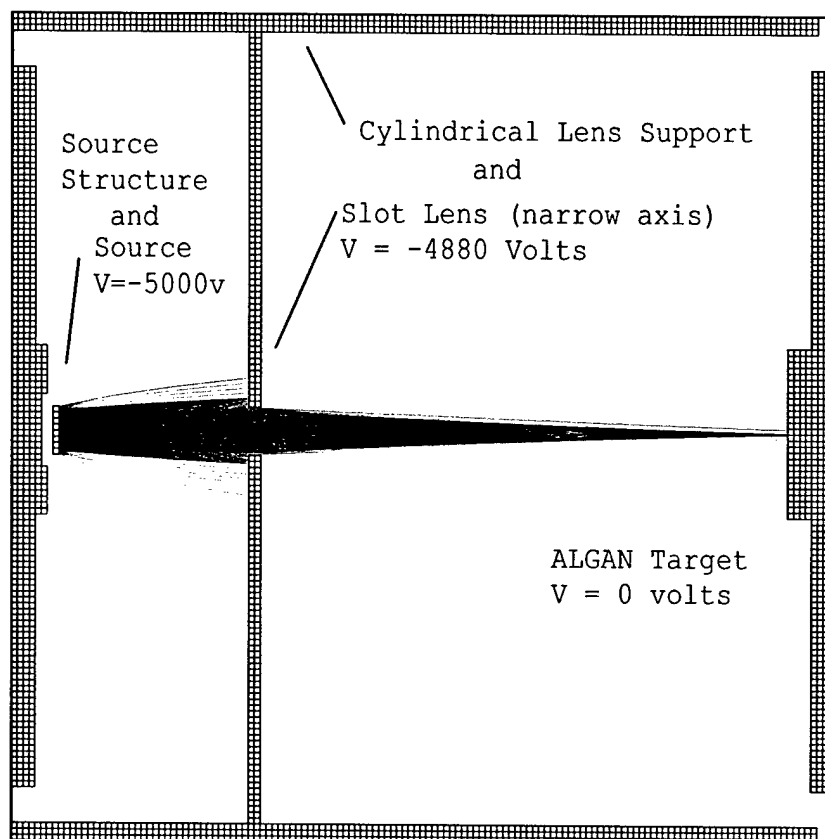 Source
Structure
and
Source
V=-5000v
Cylindrical Lens Support
and
Slot Lens (narrow axis)
V = -4880 Volts
ALGAN Target
V = 0 volts